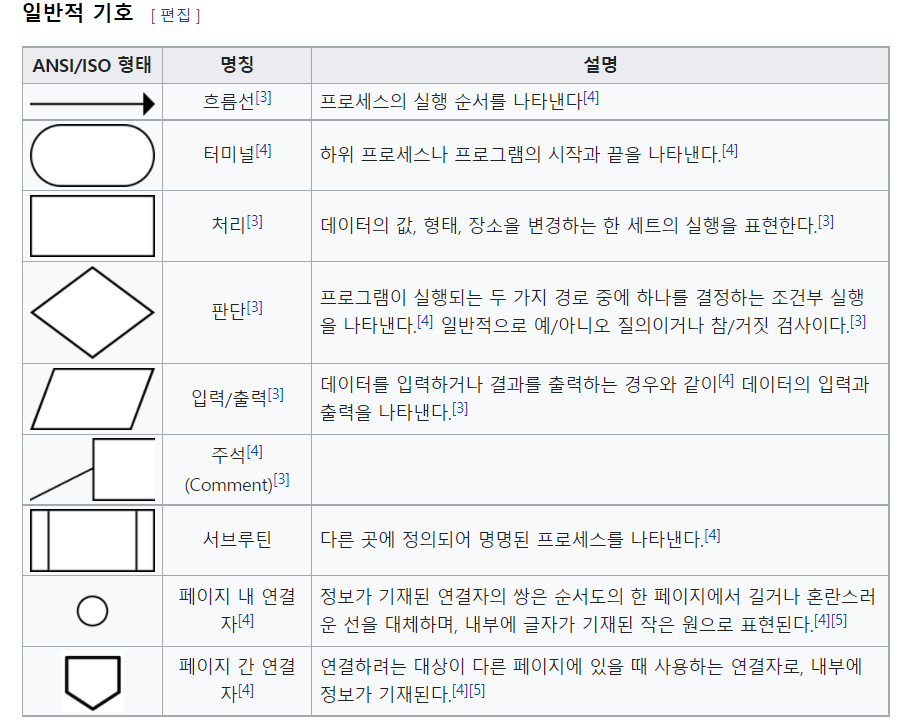 일반적 기호 [ 편집 ]
ANSI/ISO 형태 명칭 설명
흐름선[3] 프로세스의 실행 순서를 나타낸다[4]
터미널[4] 하위 프로세스나 프로그램의 시작과 끝을 나타낸다.[4]
처리[3] 데이터의 값, 형태, 장소을 변경하는 한 세트의 실행을 표현한다.[3]
판단[3] 프로그램이 실행되는 두 가지 경로 중에 하나를 결정하는 조건부 실행
을 나타낸다.[4] 일반적으로 예/아니오 질의이거나 참/거짓 검사이다.[3]
입력/출력[3] 데이터를 입력하거나 결과를 출력하는 경우와 같이[4] 데이터의 입력과
출력을 나타낸다.[3]
주석[4]
(Comment)[3]
서브루틴 다른 곳에 정의되어 명명된 프로세스를 나타낸다.[4]
페이지 내 연결
자[4]
정보가 기재된 연결자의 쌍은 순서도의 한 페이지에서 길거나 혼란스러
운 선을 대체하며, 내부에 글자가 기재된 작은 원으로 표현된다.[4][5]
페이지 간 연결
자[4]
연결하려는 대상이 다른 페이지에 있을 때 사용하는 연결자로, 내부에
정보가 기재된다.[4][5]